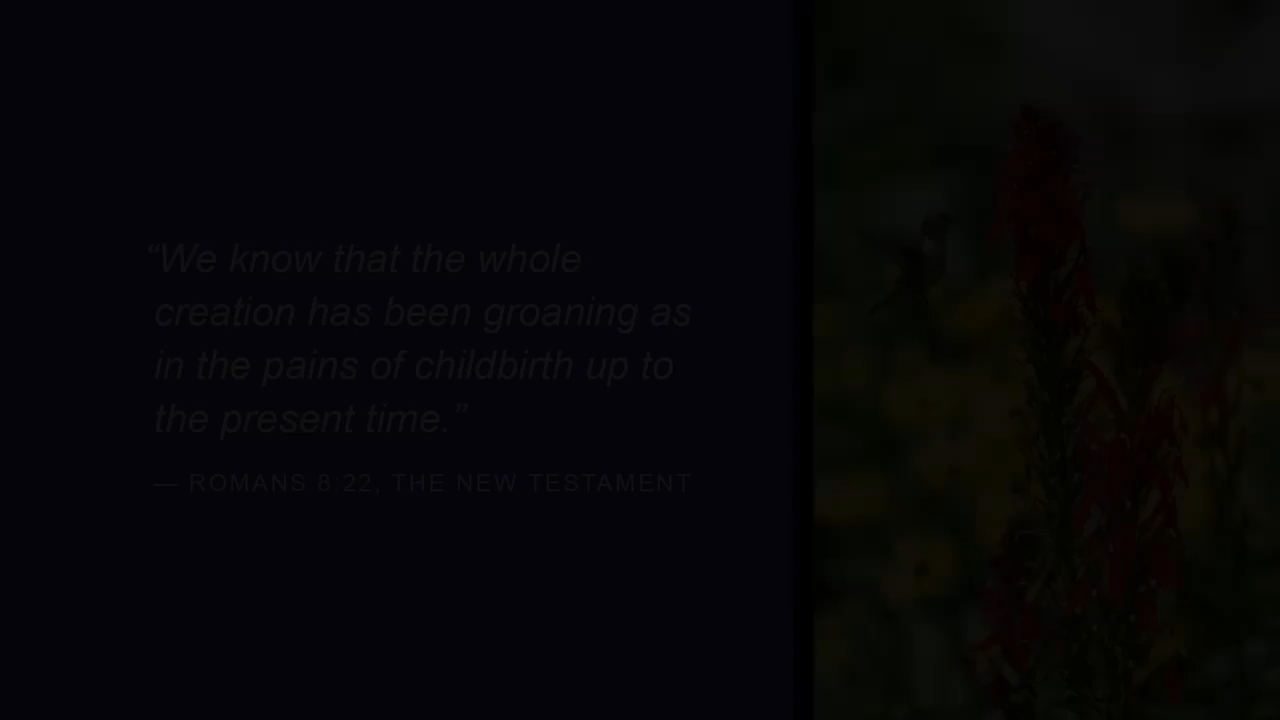 “We know that the whole
creation has been groaning as
in the pains of childbirth up to
the present time.”
— ROMANS 8:22, THE NEW TESTAMENT